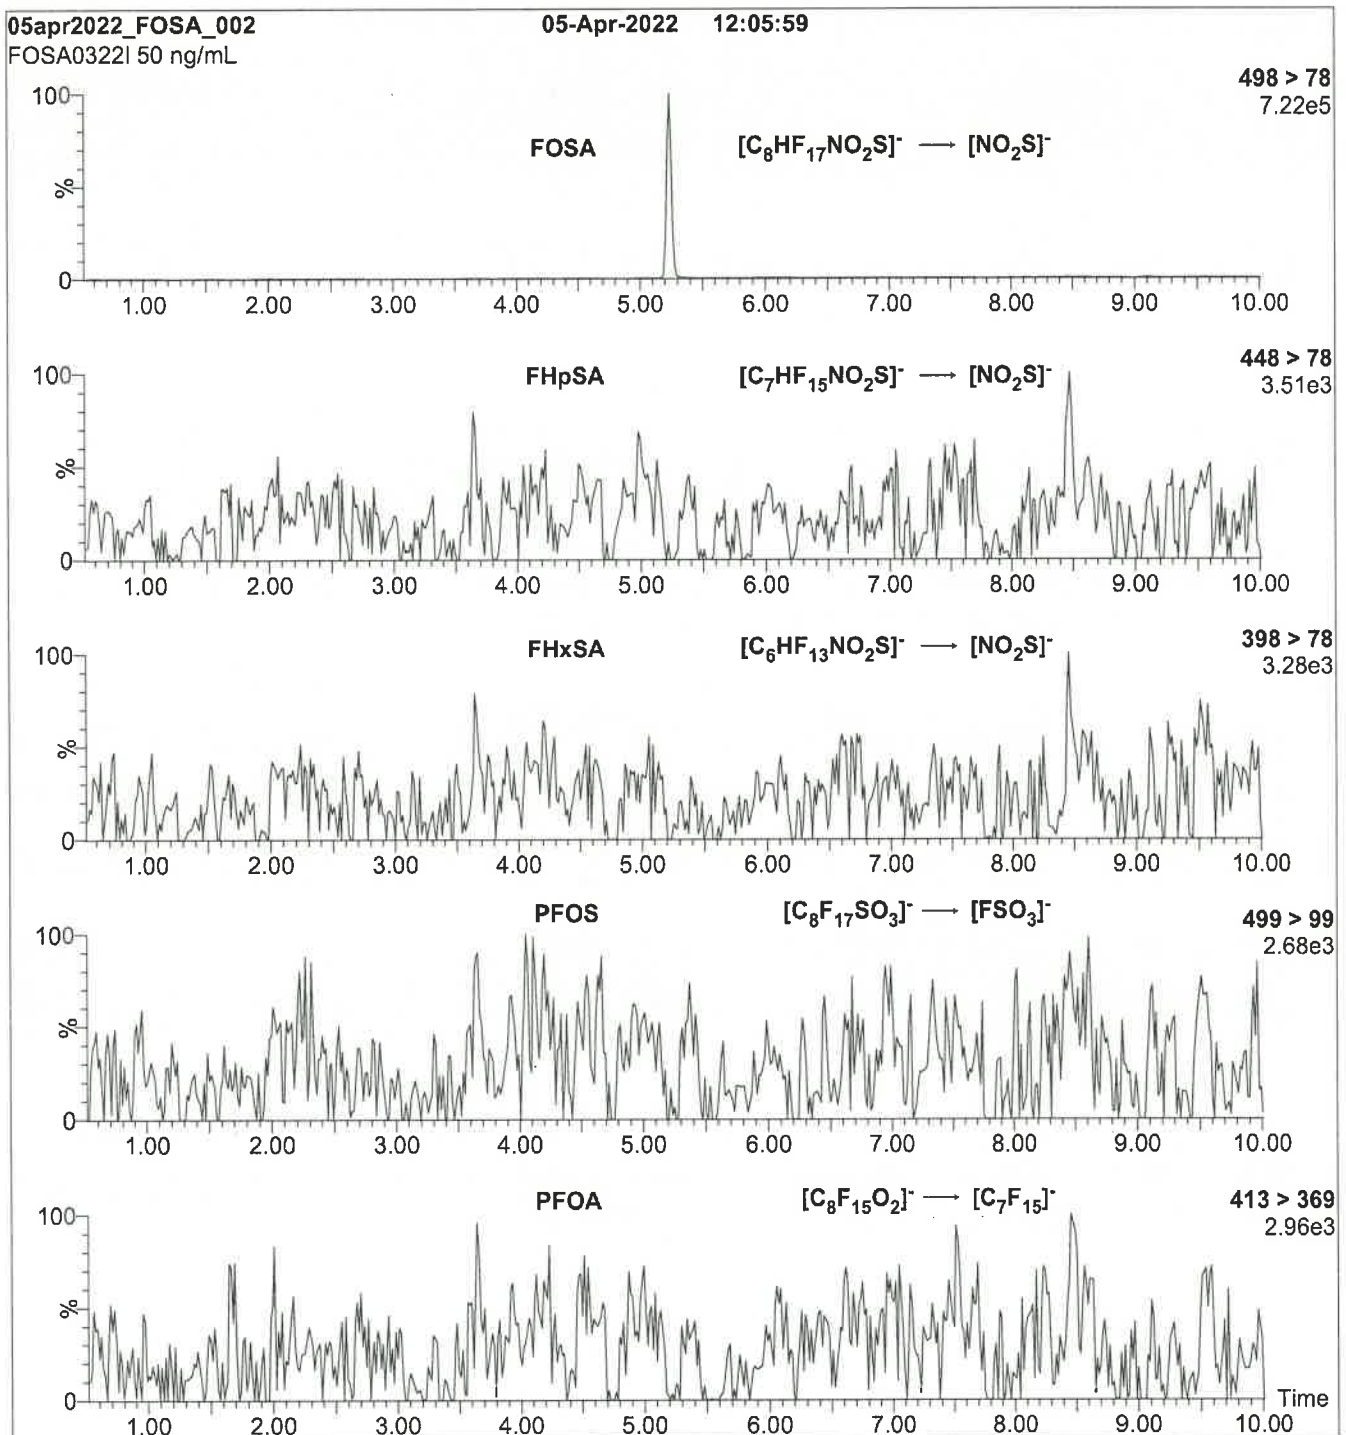 05apr2022_FOSA_002 05-Apr-2022 12:05:59
FOSA0322I 50 ng/mL
498 > 78
7.22e5
FOSA [C8HF17NO2S]- → [NO2S]-
100
%
0
1.00 2.00 3.00 4.00 5.00 6.00 7.00 8.00 9.00 10.00
448 > 78
3.51e3
FHpSA [C7HF15NO2S]- → [NO2S]-
100
%
0
1.00 2.00 3.00 4.00 5.00 6.00 7.00 8.00 9.00 10.00
398 > 78
3.28e3
FHxSA [C6HF13NO2S]- → [NO2S]-
100
%
0
1.00 2.00 3.00 4.00 5.00 6.00 7.00 8.00 9.00 10.00
499 > 99
2.68e3
PFOS [C8F17SO3]- → [FSO3]-
100
%
0
1.00 2.00 3.00 4.00 5.00 6.00 7.00 8.00 9.00 10.00
413 > 369
2.96e3
PFOA [C8F15O2]- → [C7F15]-
100
%
0
Time
1.00 2.00 3.00 4.00 5.00 6.00 7.00 8.00 9.00 10.00